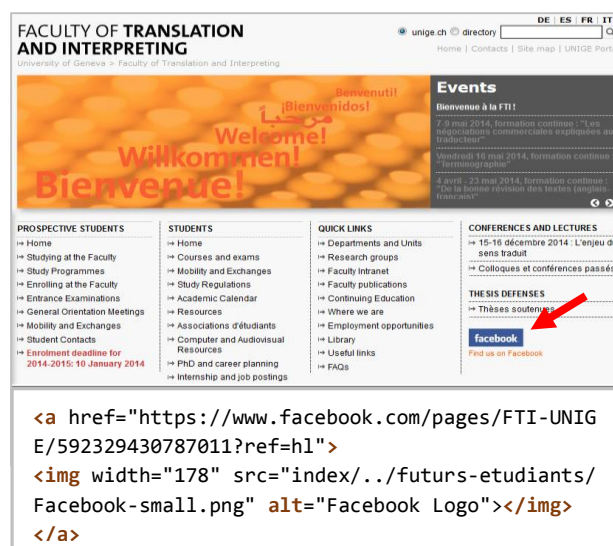 DE | ES | FR | IT
FACULTY OF TRANSLATION
AND INTERPRETING
unige.ch directory
Home | Contacts | Site map | UNIGE Port
University of Geneva > Faculty of Translation and Interpreting
Benvenuti!
¡Bienvenidos!
مرحباً
Welcome!
Willkommen!
Bienvenue!
Events
Bienvenue à la FTI !
7-9 mai 2014, formation continue : "Les
négociations commerciales expliquées au
traducteur"
Vendredi 16 mai 2014, formation continue
"Terminographie"
4 avril - 23 mai 2014, formation continue :
"De la bonne révision des textes (anglais-
français)"
PROSPECTIVE STUDENTS
Home
Studying at the Faculty
Study Programmes
Enrolling at the Faculty
Entrance Examinations
General Orientation Meetings
Mobility and Exchanges
Student Contacts
Enrolment deadline for
2014-2015: 10 January 2014
STUDENTS
Home
Courses and exams
Mobility and Exchanges
Study Regulations
Academic Calendar
Resources
Associations d'étudiants
Computer and Audiovisual
Resources
PhD and career planning
Internship and job postings
QUICK LINKS
Departments and Units
Research groups
Faculty Intranet
Faculty publications
Continuing Education
Where we are
Employment opportunities
Library
Useful links
FAQs
CONFERENCES AND LECTURES
15-16 décembre 2014 : L'enjeu d
sens traduit
Colloques et conférences passés
THESIS DEFENSES
Thèses soutenues
facebook
Find us on Facebook
<a href="https://www.facebook.com/pages/FTI-UNIG
E/592329430787011?ref=hl">
<img width="178" src="index/../futurs-etudiants/
Facebook-small.png" alt="Facebook Logo"></img>
</a>